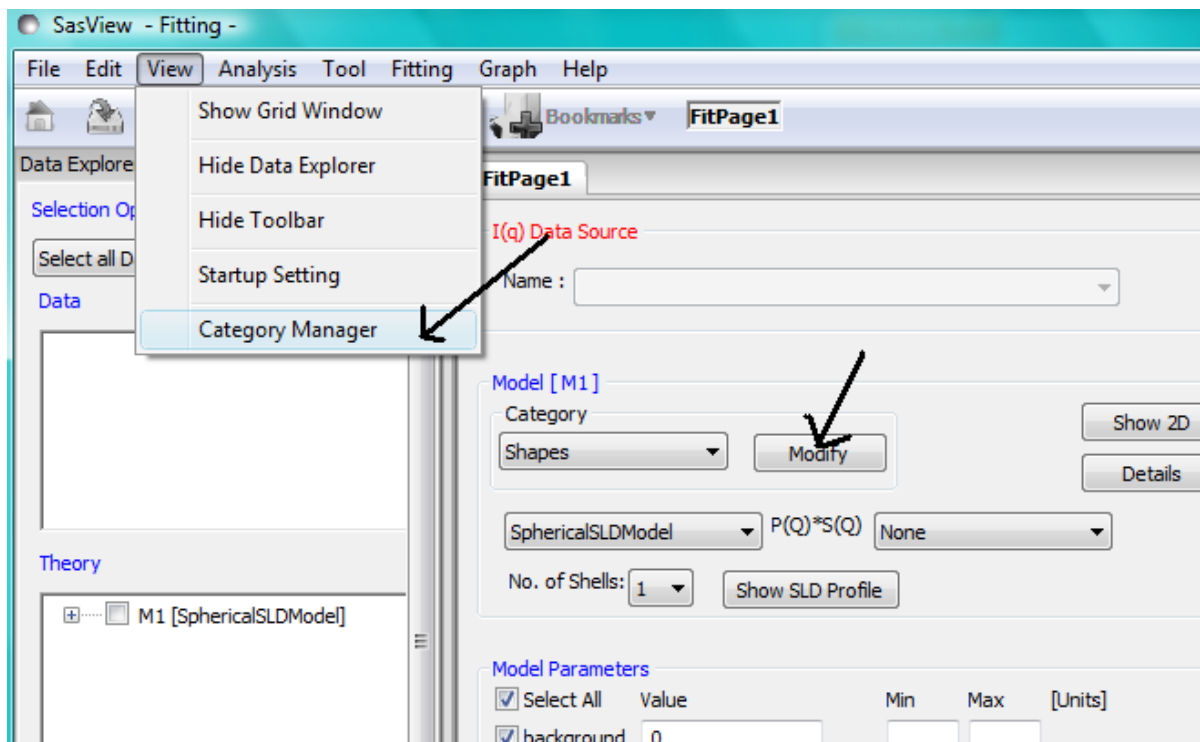 SasView - Fitting -
File Edit View Analysis Tool Fitting Graph Help
Show Grid Window
Bookmarks
FitPage1
Data Explore
Hide Data Explorer
FitPage1
Selection Op
Hide Toolbar
I(q) Data Source
Select all D
Startup Setting
Name :
Data
Category Manager
Model [M1]
Category
Show 2D
Shapes
Modify
Details
SphericalSLDModel
P(Q)*S(Q)
None
Theory
No. of Shells:
1
Show SLD Profile
M1 [SphericalSLDModel]
Model Parameters
Select All Value Min Max [Units]
background 0